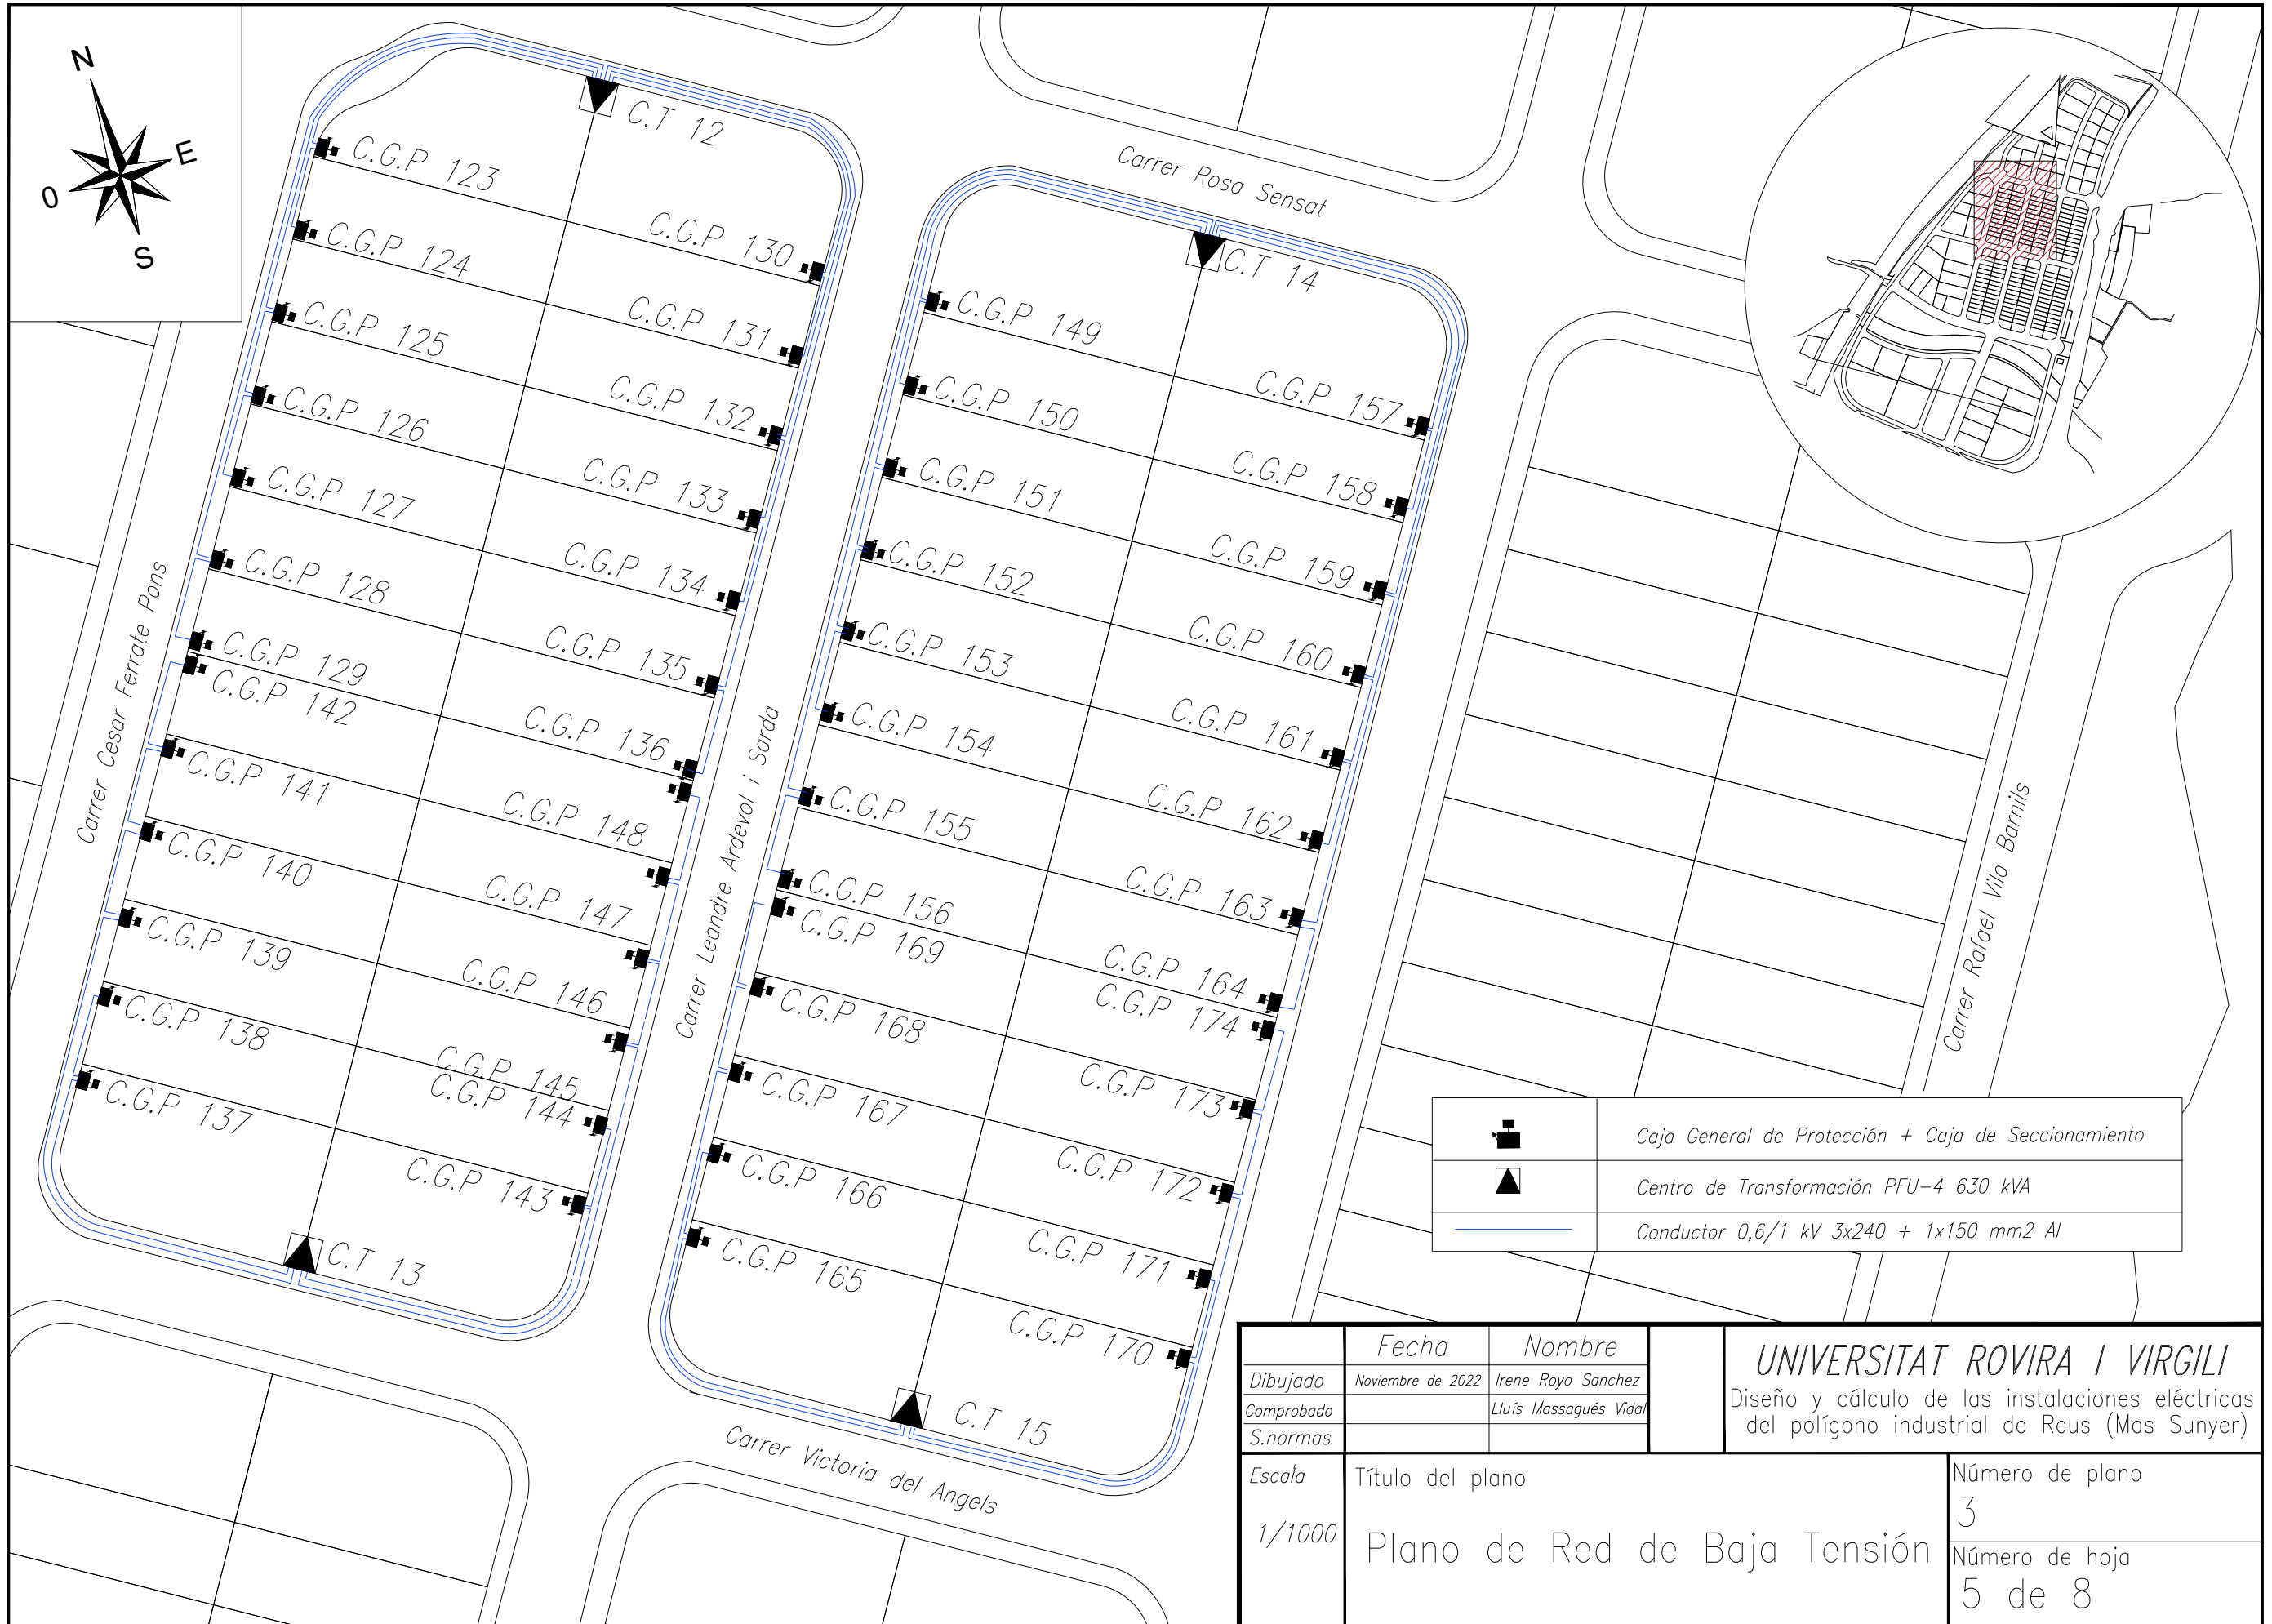 N
E
O
S
C.T 12
C.G.P 123
C.G.P 124
C.G.P 125
C.G.P 126
C.G.P 127
C.G.P 128
C.G.P 129
C.G.P 142
C.G.P 141
C.G.P 140
C.G.P 139
C.G.P 138
C.G.P 137
C.G.P 130
C.G.P 131
C.G.P 132
C.G.P 133
C.G.P 134
C.G.P 135
C.G.P 136
C.G.P 148
C.G.P 147
C.G.P 146
C.G.P 145
C.G.P 144
C.G.P 143
C.T 13
C.T 14
C.G.P 149
C.G.P 150
C.G.P 151
C.G.P 152
C.G.P 153
C.G.P 154
C.G.P 155
C.G.P 156
C.G.P 169
C.G.P 168
C.G.P 167
C.G.P 166
C.G.P 165
C.G.P 157
C.G.P 158
C.G.P 159
C.G.P 160
C.G.P 161
C.G.P 162
C.G.P 163
C.G.P 164
C.G.P 174
C.G.P 173
C.G.P 172
C.G.P 171
C.G.P 170
C.T 15
Carrer Rosa Sensat
Carrer Cesar Ferrate Pons
Carrer Leandre Ardevol i Sarda
Carrer Rafael Vila Barnils
Carrer Victoria del Angels
Caja General de Protección + Caja de Seccionamiento
Centro de Transformación PFU-4 630 kVA
Conductor 0,6/1 kV 3x240 + 1x150 mm2 Al
Fecha Nombre
Dibujado Noviembre de 2022 Irene Royo Sanchez
Comprobado Lluís Massagués Vidal
S.normas
UNIVERSITAT ROVIRA I VIRGILI
Diseño y cálculo de las instalaciones eléctricas
del polígono industrial de Reus (Mas Sunyer)
Escala
1/1000
Título del plano
Plano de Red de Baja Tensión
Número de plano
3
Número de hoja
5 de 8